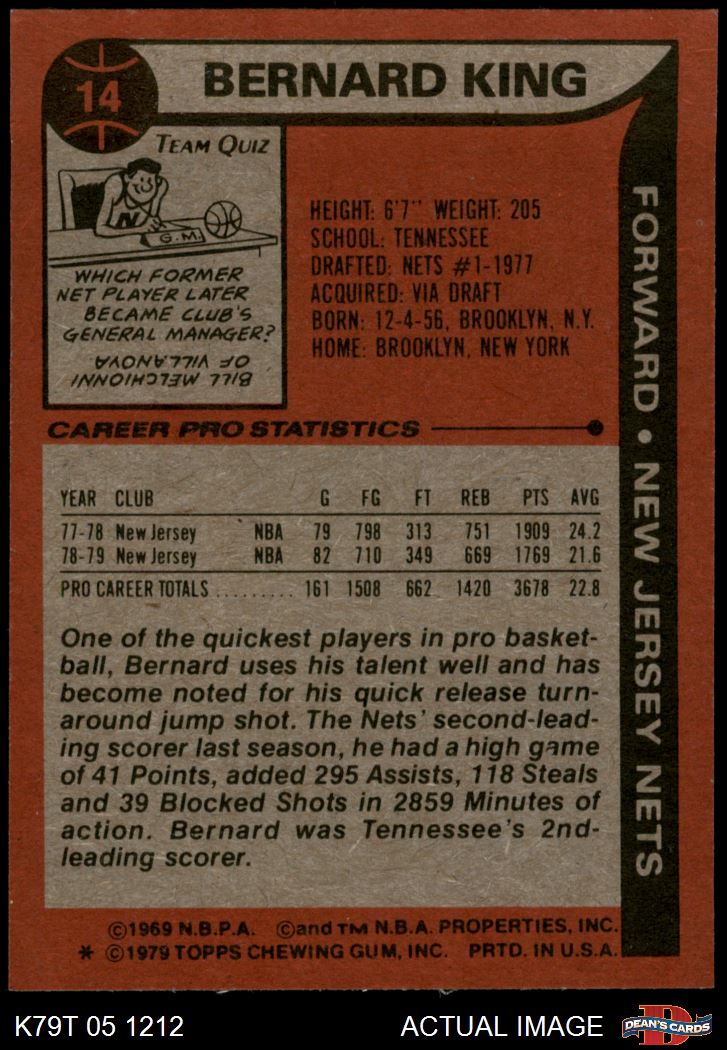 14
BERNARD KING
TEAM QUIZ
N
G.M.
WHICH FORMER
NET PLAYER LATER
BECAME CLUB'S
GENERAL MANAGER?
BILL MELCHIONNI
OF VILLANOVA
HEIGHT: 6'7" WEIGHT: 205
SCHOOL: TENNESSEE
DRAFTED: NETS #1-1977
ACQUIRED: VIA DRAFT
BORN: 12-4-56, BROOKLYN, N.Y.
HOME: BROOKLYN, NEW YORK
FORWARD • NEW JERSEY NETS
CAREER PRO STATISTICS
YEAR CLUB G FG FT REB PTS AVG
77-78 New Jersey NBA 79 798 313 751 1909 24.2
78-79 New Jersey NBA 82 710 349 669 1769 21.6
PRO CAREER TOTALS ......... 161 1508 662 1420 3678 22.8
One of the quickest players in pro basket-
ball, Bernard uses his talent well and has
become noted for his quick release turn-
around jump shot. The Nets' second-lead-
ing scorer last season, he had a high game
of 41 Points, added 295 Assists, 118 Steals
and 39 Blocked Shots in 2859 Minutes of
action. Bernard was Tennessee's 2nd-
leading scorer.
©1969 N.B.P.A. ©and TM N.B.A. PROPERTIES, INC.
* ©1979 TOPPS CHEWING GUM, INC. PRTD. IN U.S.A.
K79T 05 1212 ACTUAL IMAGE
D
DEAN'S CARDS